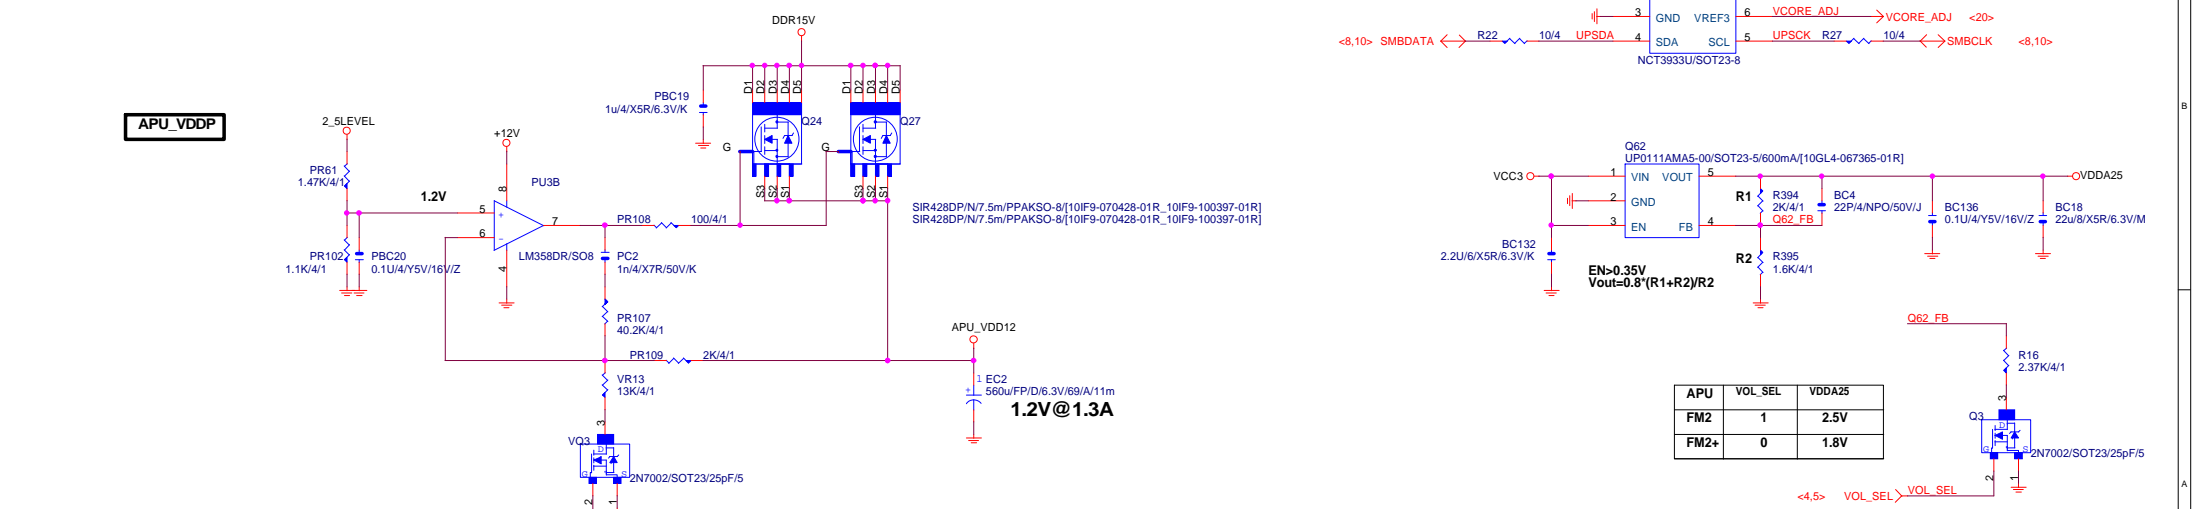 APU_VDDP
2_5LEVEL
PR61
1.47K/4/1
PR102
1.1K/4/1
PBC20
0.1U/4/Y5V/16V/Z
1.2V
+12V
8
PU3B
5
+
6
-
7
4
LM358DR/SO8
PR108
100/4/1
PC2
1n/4/X7R/50V/K
PR107
40.2K/4/1
PR109
2K/4/1
VR13
13K/4/1
3
VQ3
D
G
S
2N7002/SOT23/25pF/5
2
1
DDR15V
PBC19
1u/4/X5R/6.3V/K
D1
D2
D3
D4
D5
Q24
G
S3
S2
S1
D1
D2
D3
D4
D5
Q27
G
S3
S2
S1
SIR428DP/N/7.5m/PPAKSO-8/[10IF9-070428-01R_10IF9-100397-01R]
SIR428DP/N/7.5m/PPAKSO-8/[10IF9-070428-01R_10IF9-100397-01R]
APU_VDD12
1
+
EC2
560u/FP/D/6.3V/69/A/11m
1.2V@1.3A
3
GND
VREF3
6
VCORE_ADJ
VCORE_ADJ
<20>
<8,10>
SMBDATA
R22
10/4
UPSDA
4
SDA
SCL
5
UPSCK
R27
10/4
SMBCLK
<8,10>
NCT3933U/SOT23-8
Q62
UP0111AMA5-00/SOT23-5/600mA/[10GL4-067365-01R]
VCC3
1
VIN
VOUT
5
VDDA25
2
GND
3
EN
FB
4
Q62_FB
R1
R394
2K/4/1
BC4
22P/4/NPO/50V/J
BC136
0.1U/4/Y5V/16V/Z
BC18
22u/8/X5R/6.3V/M
BC132
2.2U/6/X5R/6.3V/K
R2
R395
1.6K/4/1
EN>0.35V
Vout=0.8*(R1+R2)/R2
Q62_FB
R16
2.37K/4/1
3
Q3
D
G
S
2N7002/SOT23/25pF/5
2
1
<4,5>
VOL_SEL
VOL_SEL
APU VOL_SEL VDDA25
FM2 1 2.5V
FM2+ 0 1.8V
B
A